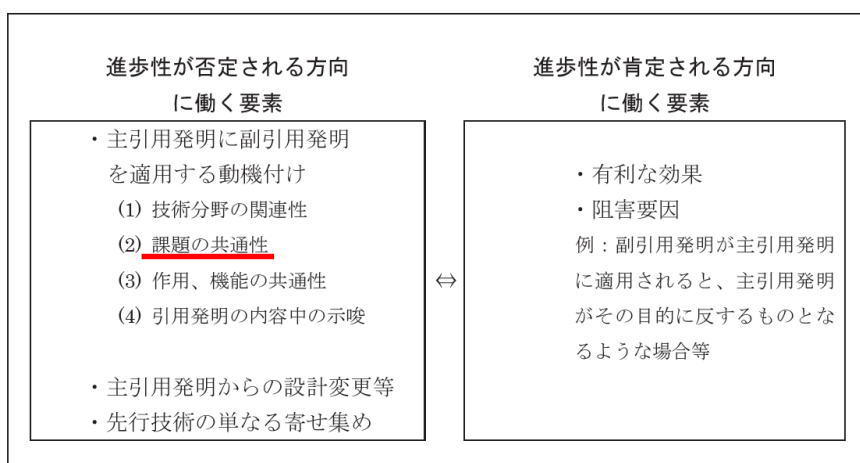 進歩性が否定される方向
に働く要素
・主引用発明に副引用発明
を適用する動機付け
(1) 技術分野の関連性
(2) 課題の共通性
(3) 作用、機能の共通性
(4) 引用発明の内容中の示唆
・主引用発明からの設計変更等
・先行技術の単なる寄せ集め
⇔
進歩性が肯定される方向
に働く要素
・有利な効果
・阻害要因
例：副引用発明が主引用発明
に適用されると、主引用発明
がその目的に反するものとな
るような場合等